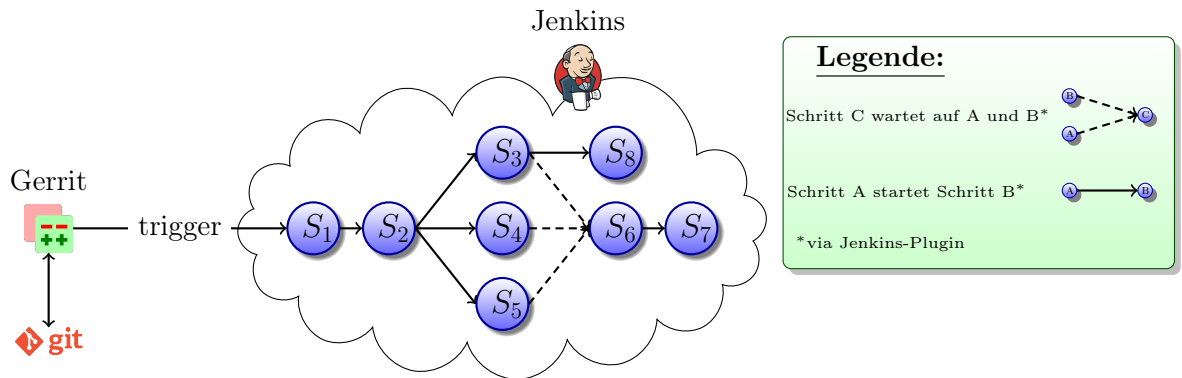 Jenkins
Legende:
B
Schritt C wartet auf A und B*
C
A
S3
S8
Gerrit
Schritt A startet Schritt B*
A
B
trigger
S1
S2
S4
S6
S7
*via Jenkins-Plugin
S5
git